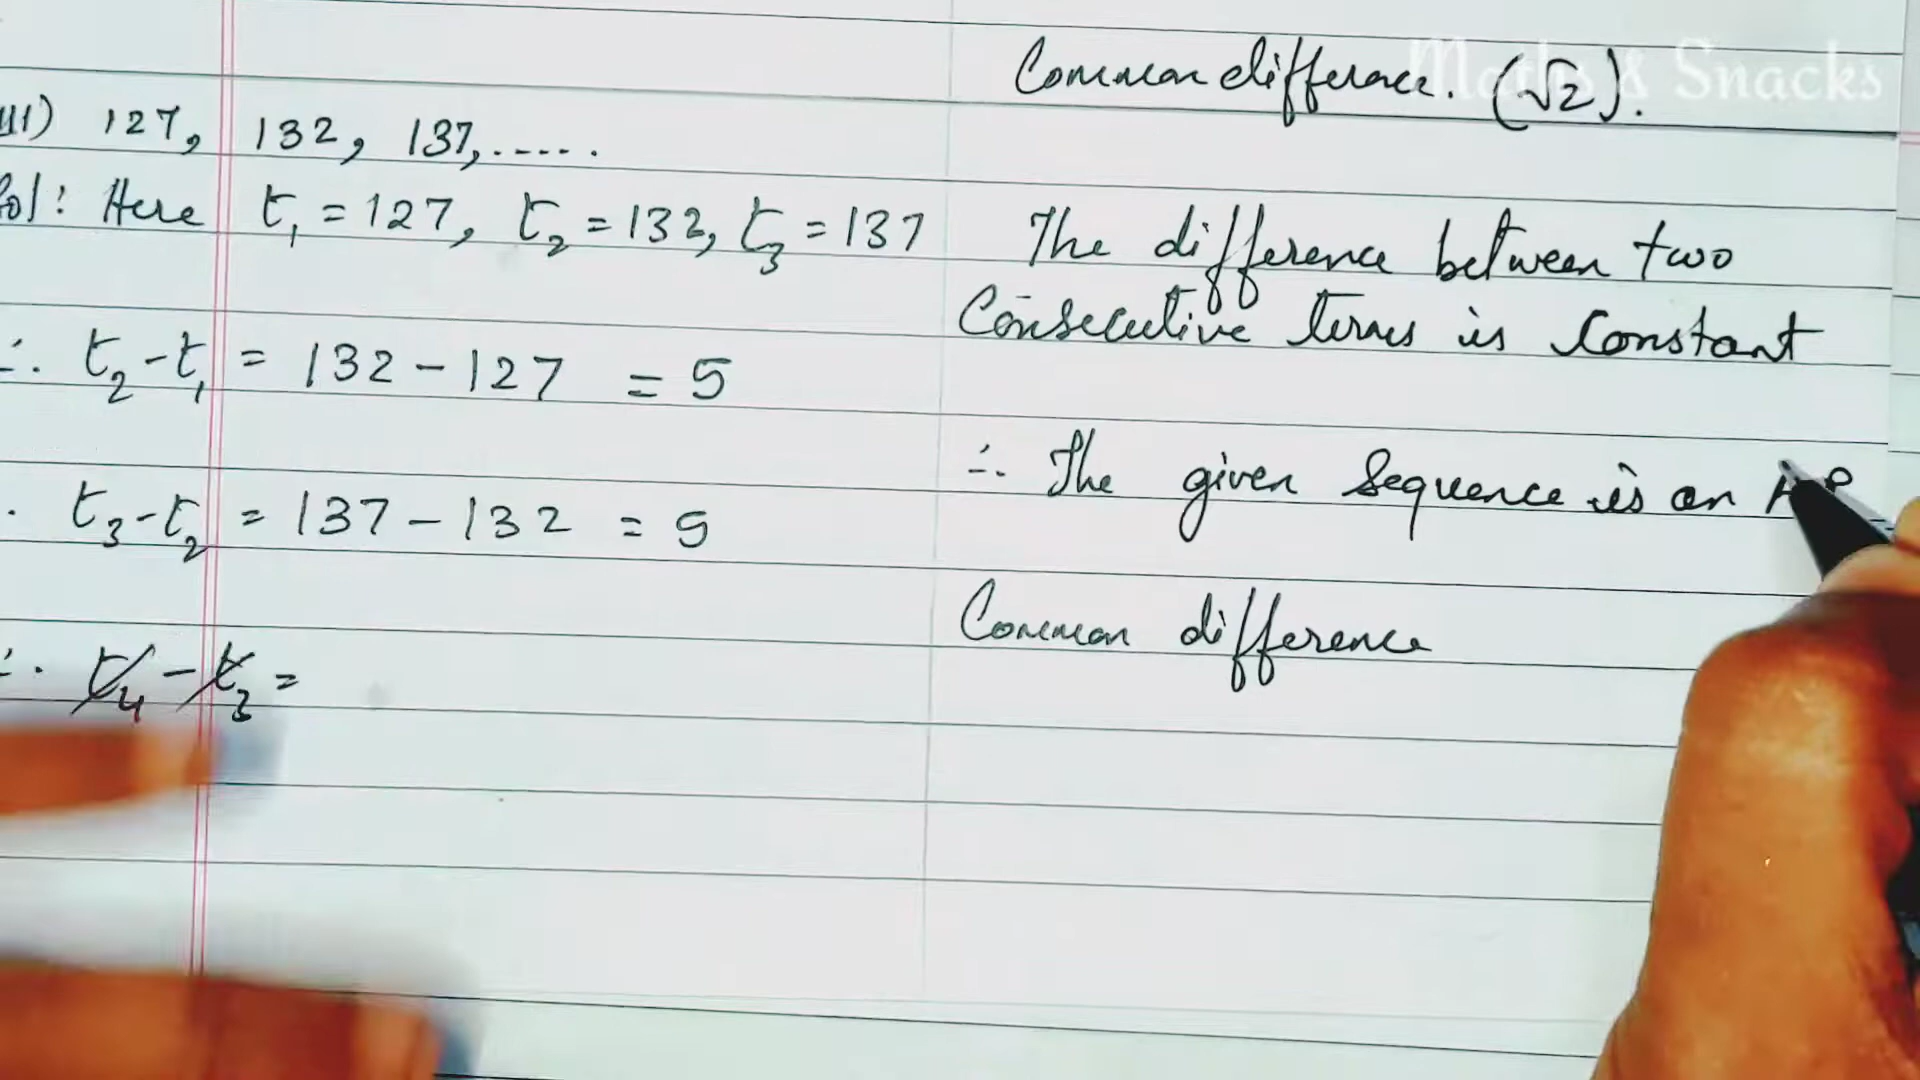 III) 127, 132, 137,.....
Sol: Here t₁ = 127, t₂ = 132, t₃ = 137
∴ t₂ - t₁ = 132 - 127 = 5
∴ t₃ - t₂ = 137 - 132 = 5
∴ t₄ - t₃ =
Maths & Snacks
Common difference. (√2).
The difference between two
Consecutive terms is Constant
∴ The given Sequence is an A.P
Common difference